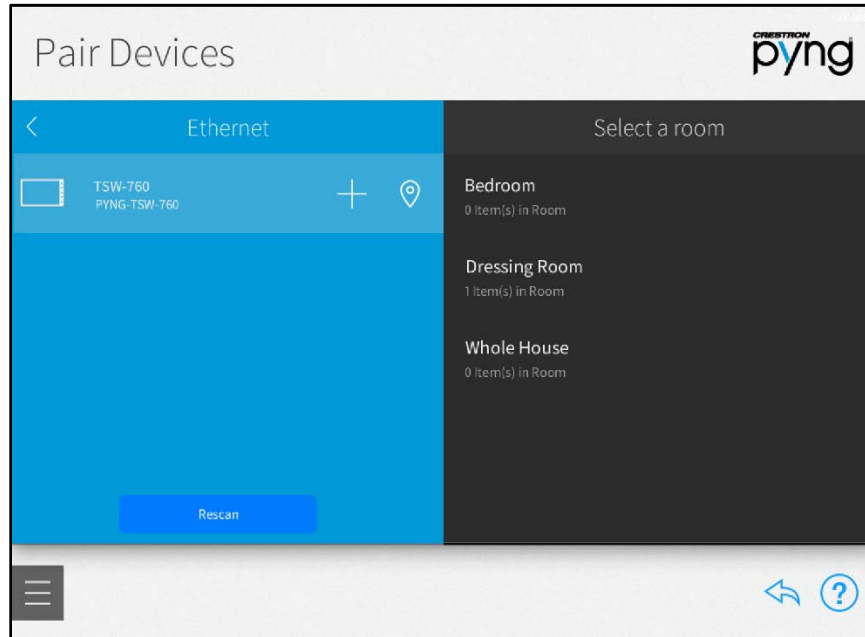 Pair Devices
CRESTRON
pyng
Ethernet
Select a room
TSW-760
PYNG-TSW-760
Bedroom
0 Item(s) in Room
Dressing Room
1 Item(s) in Room
Whole House
0 Item(s) in Room
Rescan
?